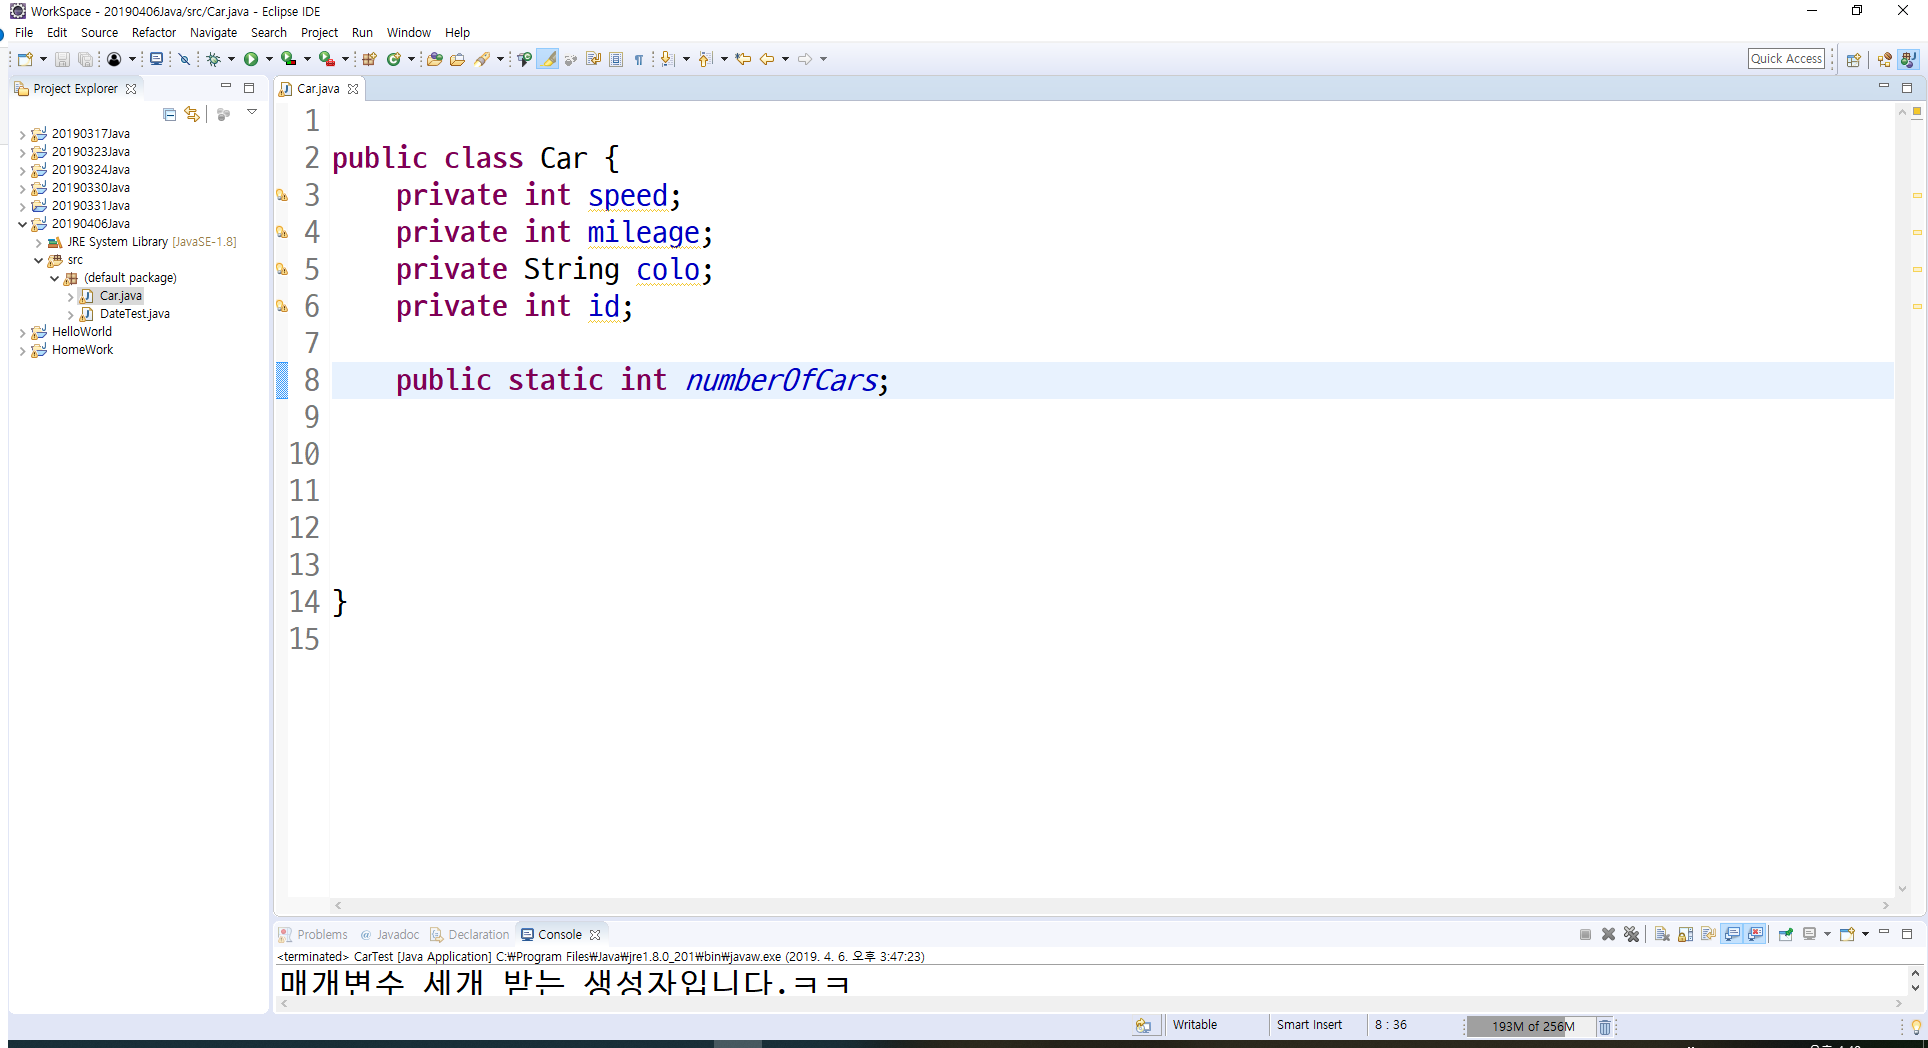 WorkSpace - 20190406Java/src/Car.java - Eclipse IDE
File Edit Source Refactor Navigate Search Project Run Window Help
Quick Access
Project Explorer
Car.java
20190317Java
20190323Java
20190324Java
20190330Java
20190331Java
20190406Java
JRE System Library [JavaSE-1.8]
src
(default package)
Car.java
DateTest.java
HelloWorld
HomeWork
1
2 public class Car {
3 private int speed;
4 private int mileage;
5 private String colo;
6 private int id;
7
8 public static int numberOfCars;
9
10
11
12
13
14 }
15
Problems @ Javadoc Declaration Console
<terminated> CarTest [Java Application] C:₩Program Files₩Java₩jre1.8.0_201₩bin₩javaw.exe (2019. 4. 6. 오후 3:47:23)
매개변수 세개 받는 생성자입니다.ㅋㅋ
Writable Smart Insert 8 : 36 193M of 256M